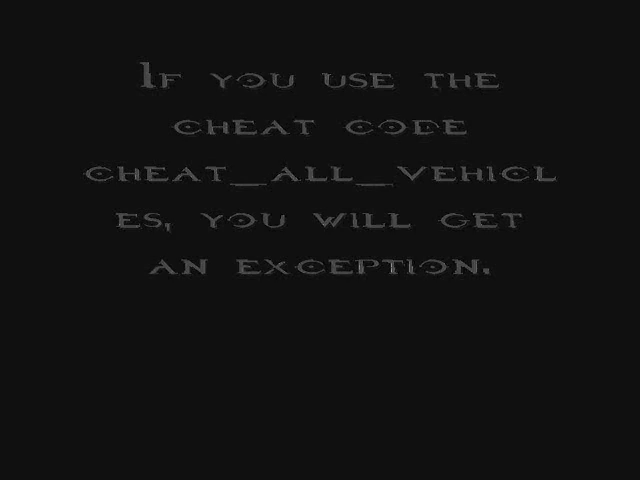 If you use the
cheat code
cheat_all_vehicl
es, you will get
an exception.